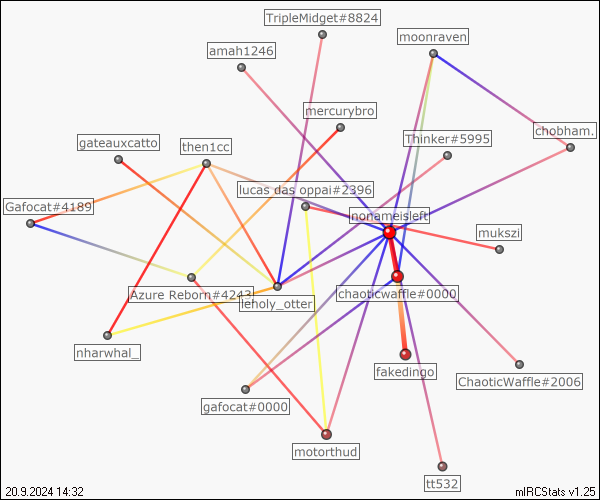 TripleMidget#8824
moonraven
amah1246
mercurybro
chobham.
Thinker#5995
gateauxcatto
then1cc
lucas das oppai#2396
Gafocat#4189
nonameisleft
mukszi
Azure Reborn#4243
leholy_otter
chaoticwaffle#0000
nharwhal_
fakedingo
ChaoticWaffle#2006
gafocat#0000
motorthud
tt532
20.9.2024 14:32
mIRCStats v1.25